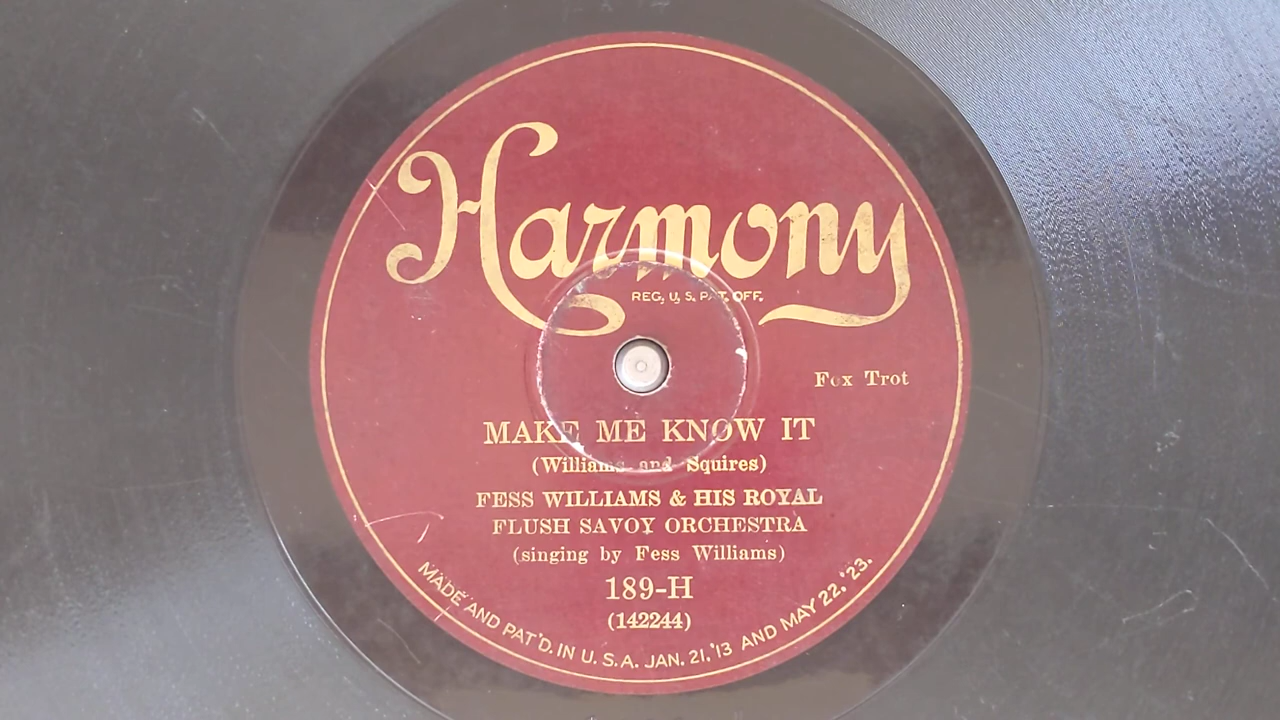 Harmony
REG. U. S. PAT. OFF.
Fox Trot
MAKE ME KNOW IT
(Williams and Squires)
FESS WILLIAMS & HIS ROYAL
FLUSH SAVOY ORCHESTRA
(singing by Fess Williams)
189-H
(142244)
MADE AND PAT'D. IN U. S. A. JAN. 21, '13 AND MAY 22, '23.